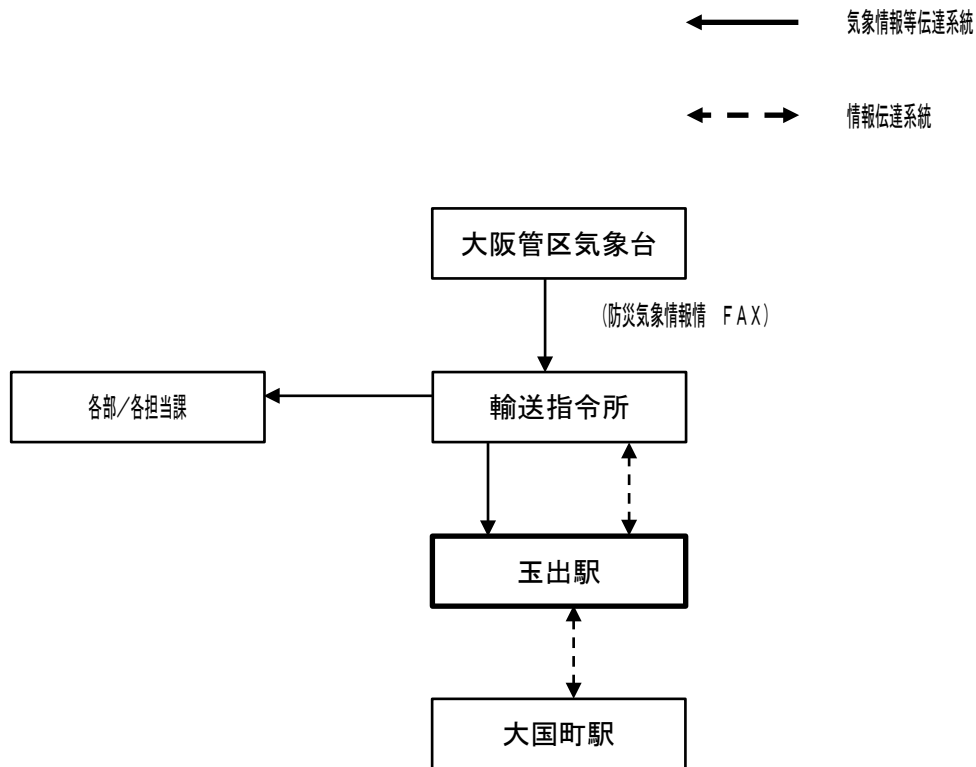 気象情報等伝達系統
情報伝達系統
大阪管区気象台
(防災気象情報情　ＦＡＸ)
各部／各担当課
輸送指令所
玉出駅
大国町駅